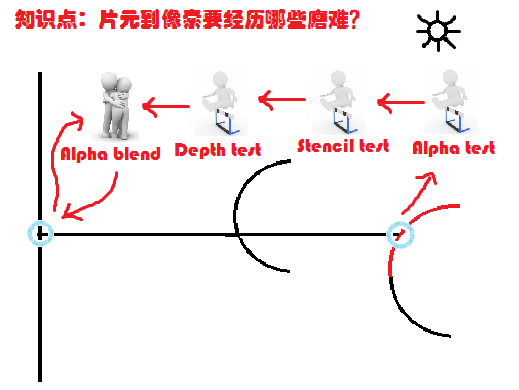 知识点：片元到像素要经历哪些磨难？
Alpha blend
Depth test
Stencil test
Alpha test